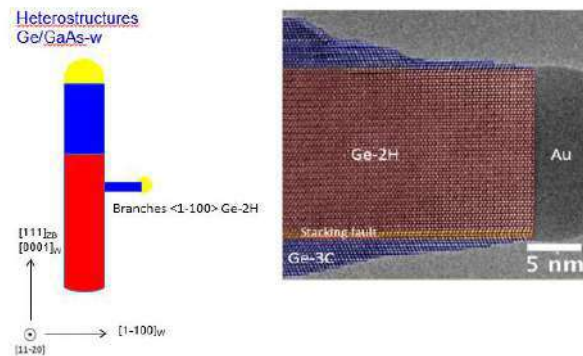 Heterostructures
Ge/GaAs-w
Branches <1-100> Ge-2H
[111]ZB
[0001]W
[1-100]W
[11-20]
Ge-2H
Au
Stacking fault
Ge-3C
5 nm